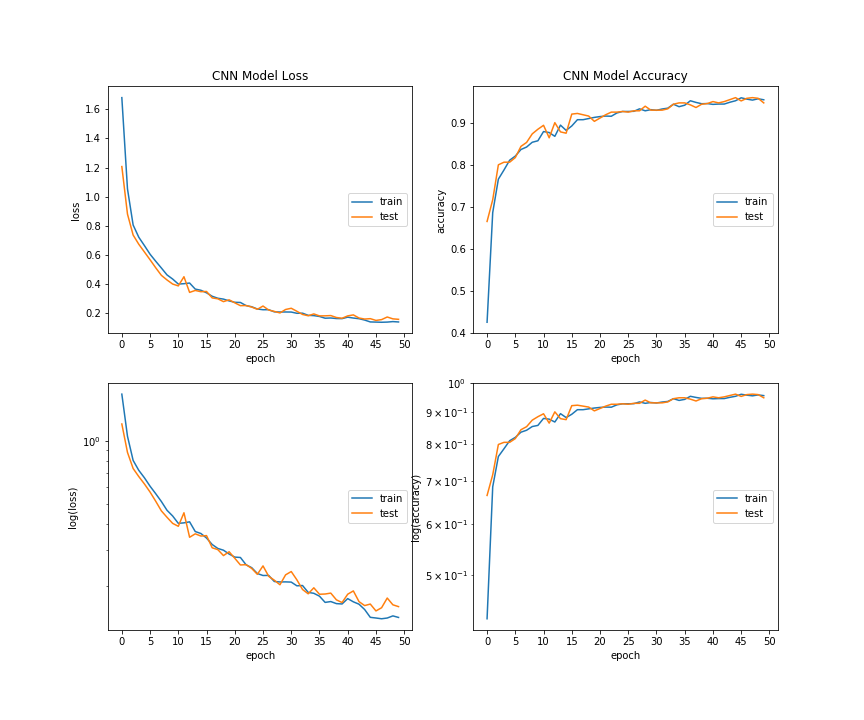 CNN Model Loss
1.6
1.4
1.2
1.0
0.8
0.6
0.4
0.2
loss
train
test
0 5 10 15 20 25 30 35 40 45 50
epoch
CNN Model Accuracy
0.9
0.8
0.7
0.6
0.5
0.4
accuracy
train
test
0 5 10 15 20 25 30 35 40 45 50
epoch
10⁰
log(loss)
train
test
0 5 10 15 20 25 30 35 40 45 50
epoch
10⁰
9 × 10⁻¹
8 × 10⁻¹
7 × 10⁻¹
6 × 10⁻¹
5 × 10⁻¹
log(accuracy)
train
test
0 5 10 15 20 25 30 35 40 45 50
epoch